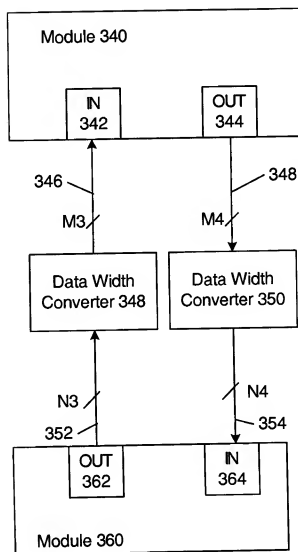 Module 340
IN
342
OUT
344
346
348
M3
M4
Data Width
Converter 348
Data Width
Converter 350
N3
N4
352
354
OUT
362
IN
364
Module 360